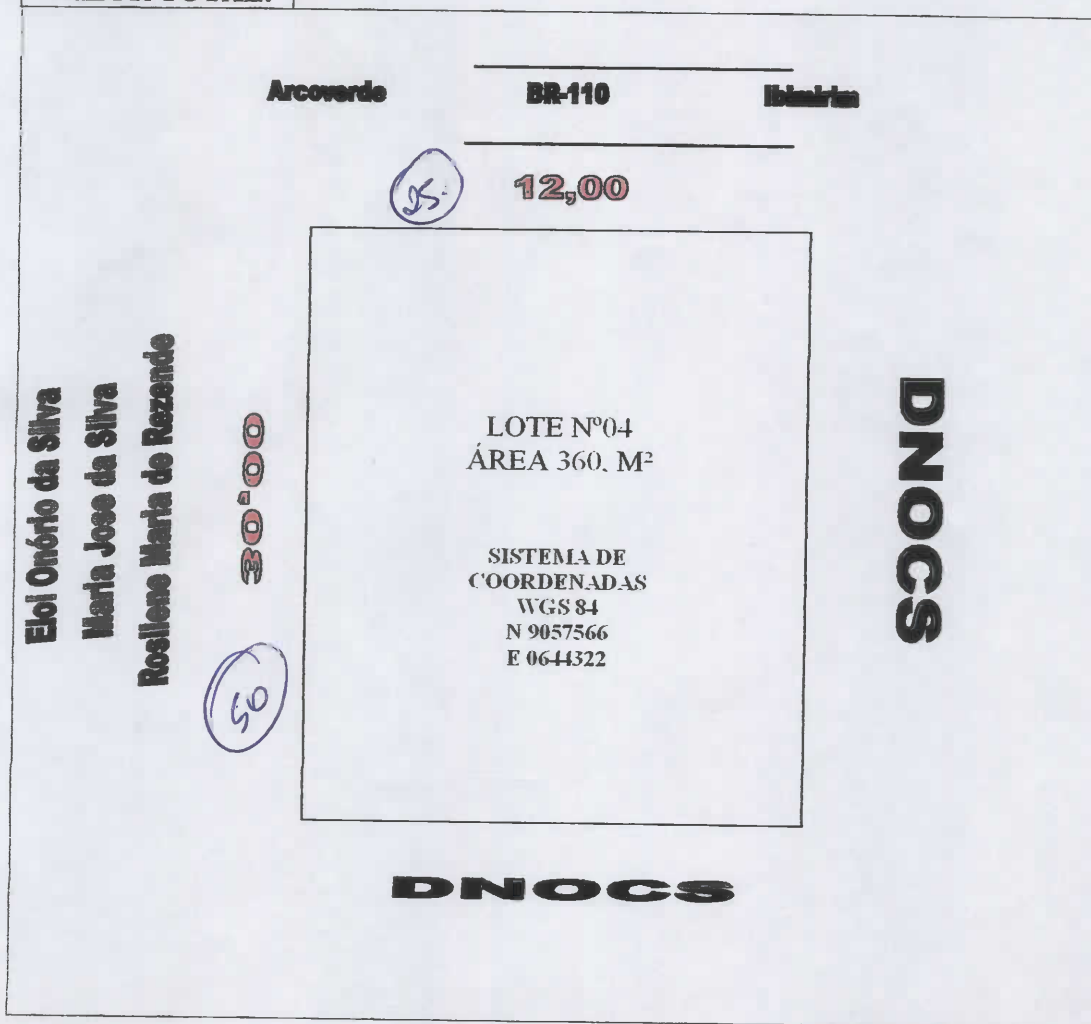 Arcoverde
BR-110
Ibimirim
25.
12,00
Eloi Onório da Silva
Maria Jose da Silva
Rosilene Maria de Rezende
30,00
50
LOTE Nº04
ÁREA 360, M²
SISTEMA DE
COORDENADAS
WGS 84
N 9057566
E 0644322
DNOCS
DNOCS